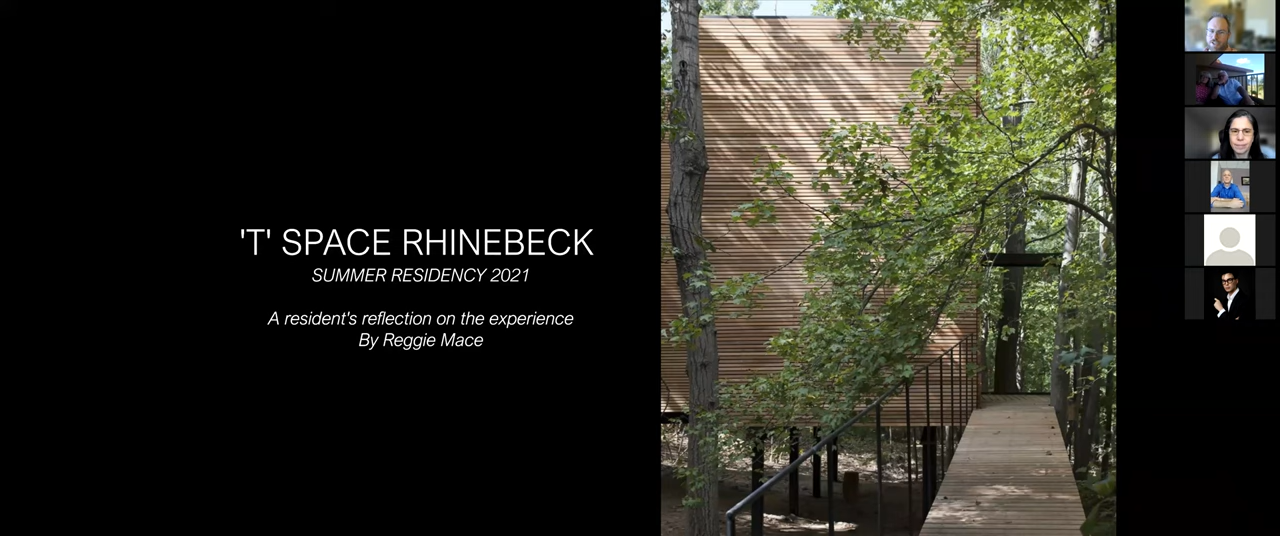 'T' SPACE RHINEBECK
SUMMER RESIDENCY 2021
A resident's reflection on the experience
By Reggie Mace